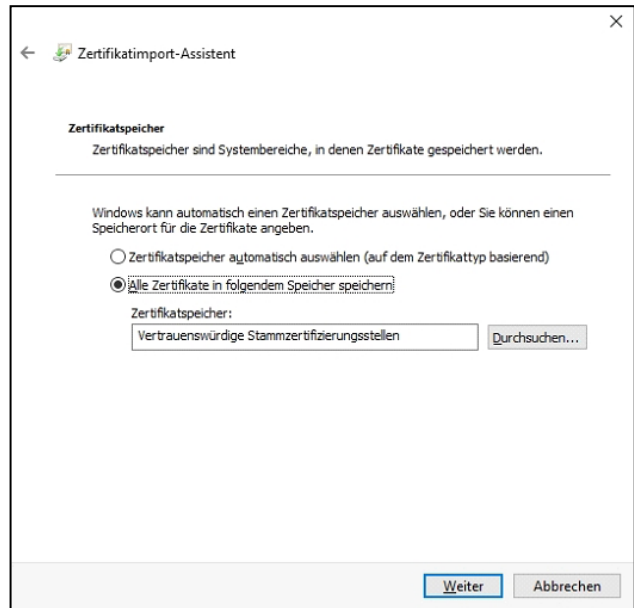 Zertifikatimport-Assistent
Zertifikatspeicher
Zertifikatspeicher sind Systembereiche, in denen Zertifikate gespeichert werden.
Windows kann automatisch einen Zertifikatspeicher auswählen, oder Sie können einen
Speicherort für die Zertifikate angeben.
Zertifikatspeicher automatisch auswählen (auf dem Zertifikattyp basierend)
Alle Zertifikate in folgendem Speicher speichern
Zertifikatspeicher:
Vertrauenswürdige Stammzertifizierungsstellen
Durchsuchen...
Weiter
Abbrechen